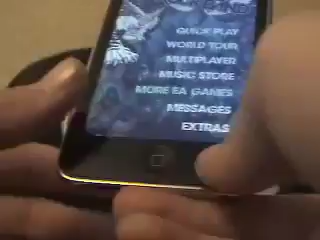 QUICK PLAY
WORLD TOUR
MULTIPLAYER
MUSIC STORE
MORE EA GAMES
MESSAGES
EXTRAS